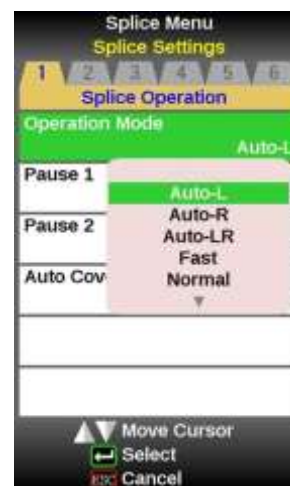 Splice Menu
Splice Settings
1 2 3 4 5 6
Splice Operation
Operation Mode
Auto-L
Pause 1
Auto-L
Auto-R
Pause 2
Auto-LR
Fast
Auto Cov
Normal
Move Cursor
Select
ESC Cancel